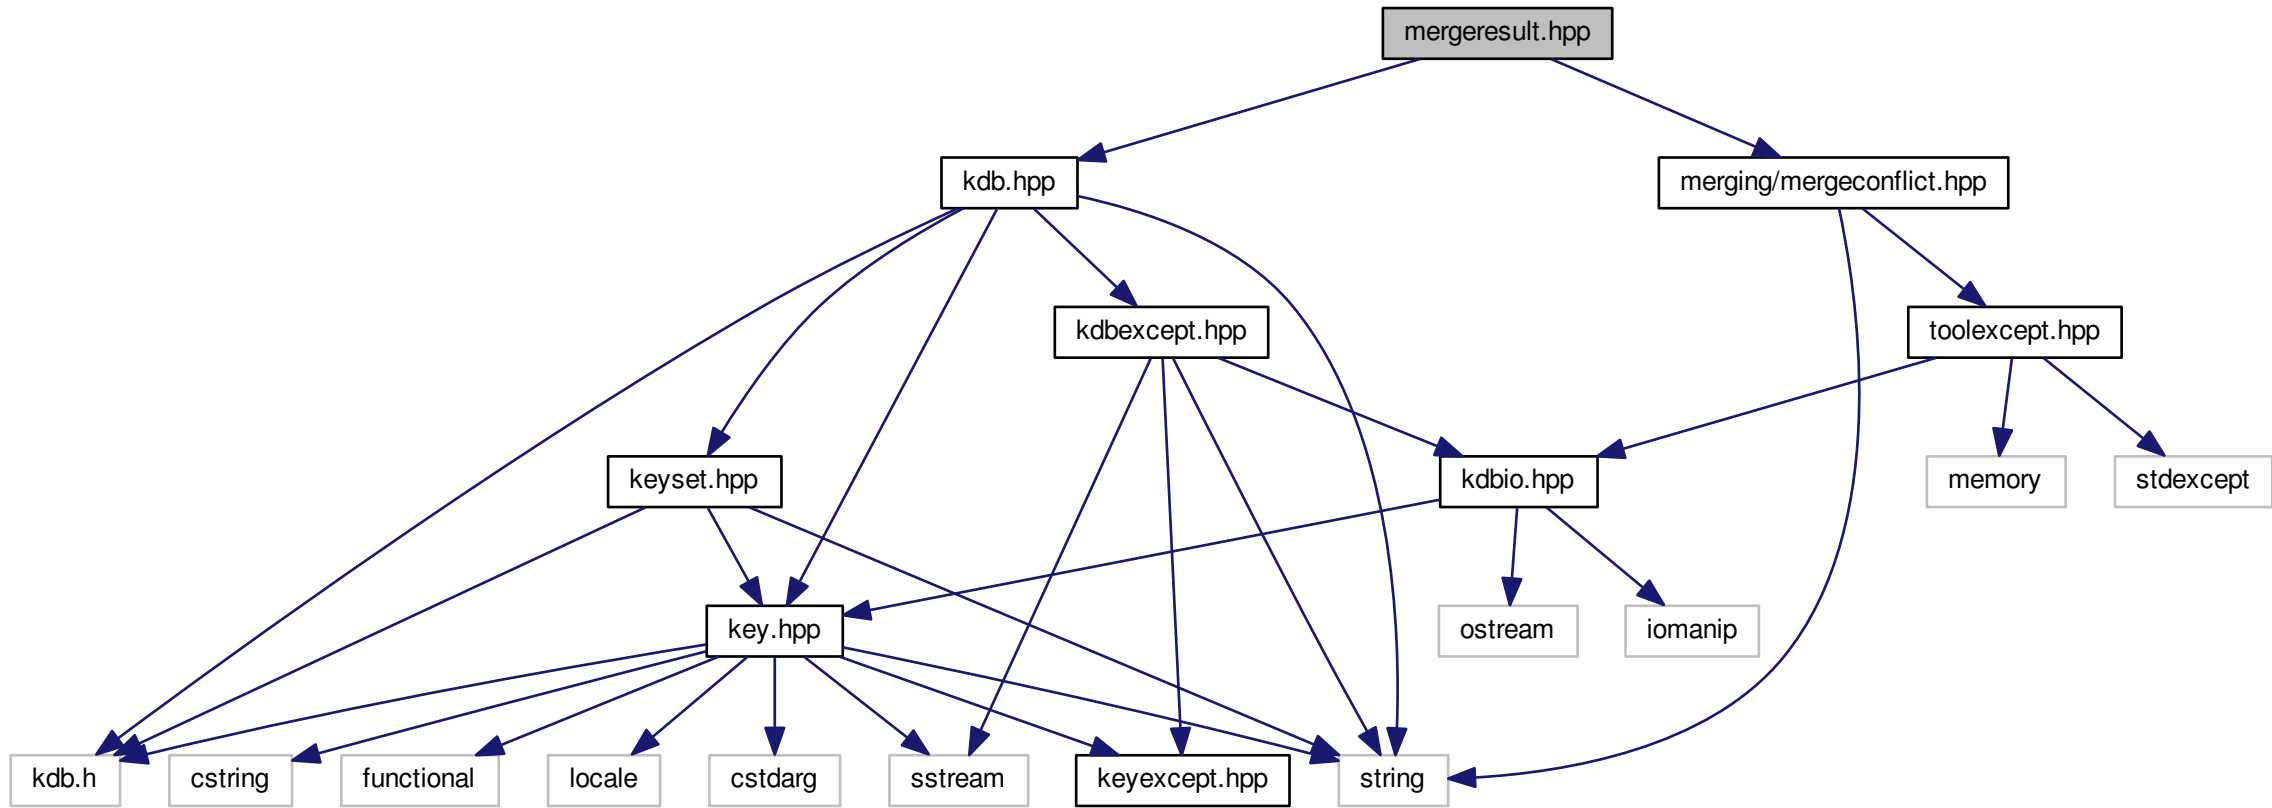 mergeresult.hpp
kdb.hpp
merging/mergeconflict.hpp
kdbexcept.hpp
toolexcept.hpp
keyset.hpp
kdbio.hpp
memory
stdexcept
key.hpp
ostream
iomanip
kdb.h
cstring
functional
locale
cstdarg
sstream
keyexcept.hpp
string